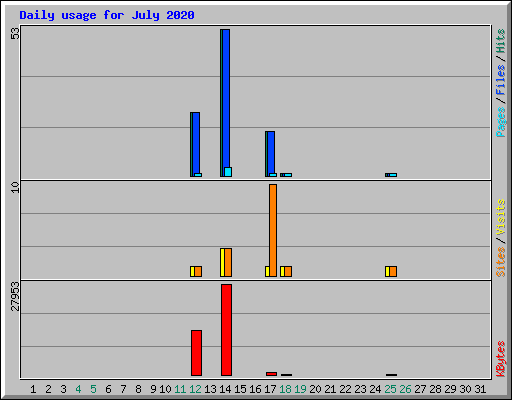 Daily usage for July 2020
53
Pages/Files/Hits
10
Sites/Visits
27953
KBytes
1 2 3 4 5 6 7 8 9 10 11 12 13 14 15 16 17 18 19 20 21 22 23 24 25 26 27 28 29 30 31